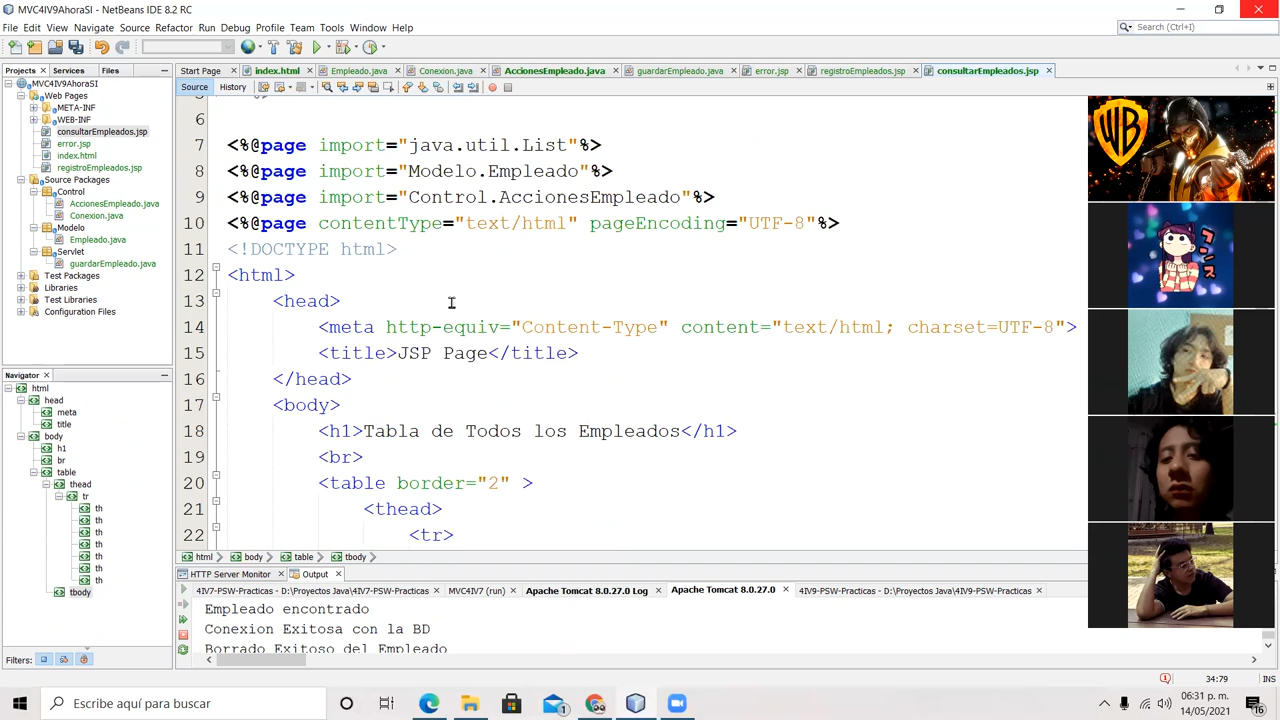 MVC4IV9AhoraSI - NetBeans IDE 8.2 RC
File Edit View Navigate Source Refactor Run Debug Profile Team Tools Window Help
Search (Ctrl+I)
Projects Services Files
Start Page index.html Empleado.java Conexion.java AccionesEmpleado.java guardarEmpleado.java error.jsp registroEmpleados.jsp consultarEmpleados.jsp
Source History
MVC4IV9AhoraSI
Web Pages
META-INF
WEB-INF
consultarEmpleados.jsp
error.jsp
index.html
registroEmpleados.jsp
Source Packages
Control
AccionesEmpleado.java
Conexion.java
Modelo
Empleado.java
Servlet
guardarEmpleado.java
Test Packages
Libraries
Test Libraries
Configuration Files
Navigator
html
head
meta
title
body
h1
br
table
thead
tr
th
th
th
th
th
th
th
tbody
Filters:
6
7 <%@page import="java.util.List"%>
8 <%@page import="Modelo.Empleado"%>
9 <%@page import="Control.AccionesEmpleado"%>
10 <%@page contentType="text/html" pageEncoding="UTF-8"%>
11 <!DOCTYPE html>
12 <html>
13 <head>
14 <meta http-equiv="Content-Type" content="text/html; charset=UTF-8">
15 <title>JSP Page</title>
16 </head>
17 <body>
18 <h1>Tabla de Todos los Empleados</h1>
19 <br>
20 <table border="2" >
21 <thead>
22 <tr>
html body table tbody
HTTP Server Monitor Output
4IV7-PSW-Practicas - D:\Proyectos Java\4IV7-PSW-Practicas MVC4IV7 (run) Apache Tomcat 8.0.27.0 Log Apache Tomcat 8.0.27.0 4IV9-PSW-Practicas - D:\Proyectos Java\4IV9-PSW-Practicas
Empleado encontrado
Conexion Exitosa con la BD
Borrado Exitoso del Empleado
34:79 INS
WB
Escribe aquí para buscar
1
06:31 p. m.
14/05/2021
16